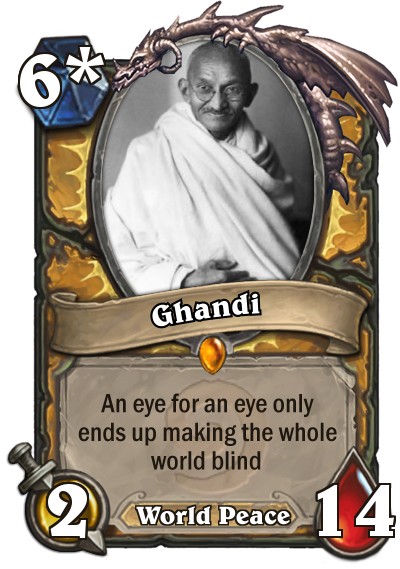 6*
Ghandi
An eye for an eye only
ends up making the whole
world blind
2
World Peace
14